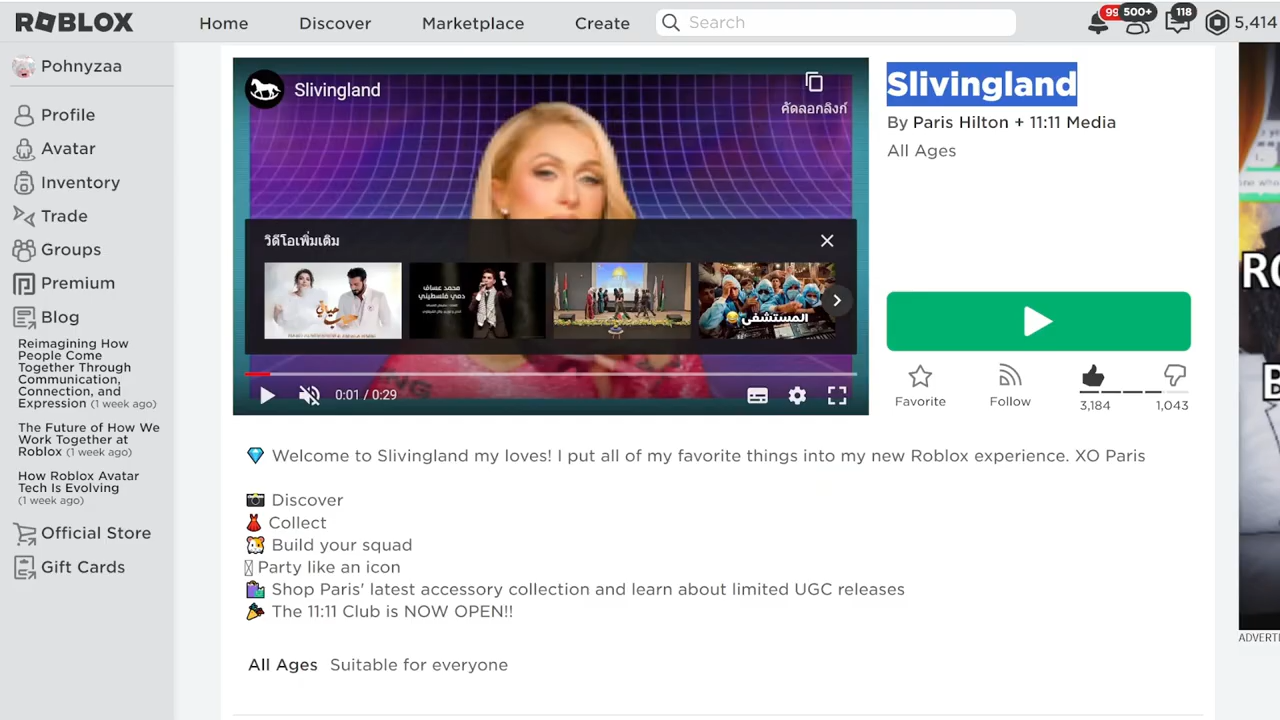 ROBLOX
Home
Discover
Marketplace
Create
Search
99
500+
118
5,414
Pohnyzaa
Profile
Avatar
Inventory
Trade
Groups
Premium
Blog
Reimagining How
People Come
Together Through
Communication,
Connection, and
Expression (1 week ago)
The Future of How We
Work Together at
Roblox (1 week ago)
How Roblox Avatar
Tech Is Evolving
(1 week ago)
Official Store
Gift Cards
Slivingland
คัดลอกลิงก์
วิดีโอเพิ่มเติม
محمد عساف
دمي فلسطيني
المستشفى
0:01 / 0:29
Slivingland
By Paris Hilton + 11:11 Media
All Ages
Favorite
Follow
3,184
1,043
💎 Welcome to Slivingland my loves! I put all of my favorite things into my new Roblox experience. XO Paris
📸 Discover
💃 Collect
🐹 Build your squad
Party like an icon
🛍️ Shop Paris' latest accessory collection and learn about limited UGC releases
🎉 The 11:11 Club is NOW OPEN!!
All Ages Suitable for everyone
RO
B
ADVERTI